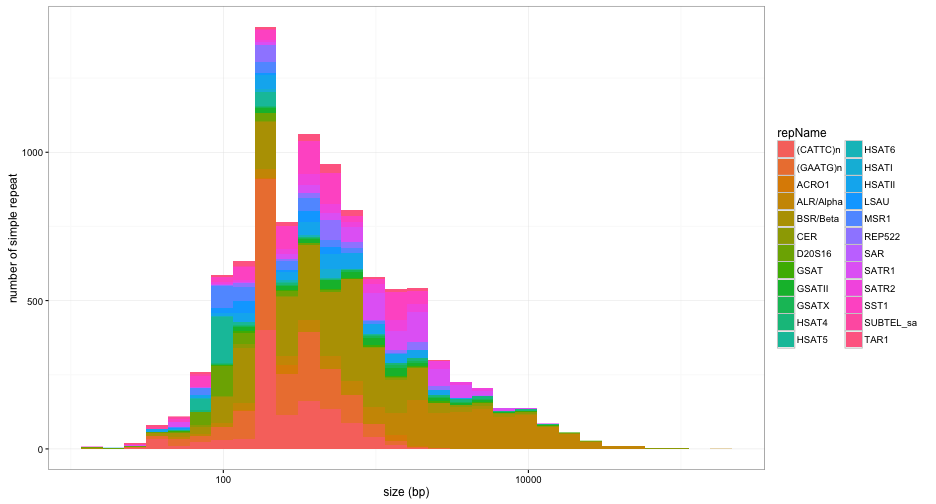 number of simple repeat
1000
500
0
100
10000
size (bp)
repName
(CATTC)n
(GAATG)n
ACRO1
ALR/Alpha
BSR/Beta
CER
D20S16
GSAT
GSATII
GSATX
HSAT4
HSAT5
HSAT6
HSATI
HSATII
LSAU
MSR1
REP522
SAR
SATR1
SATR2
SST1
SUBTEL_sa
TAR1